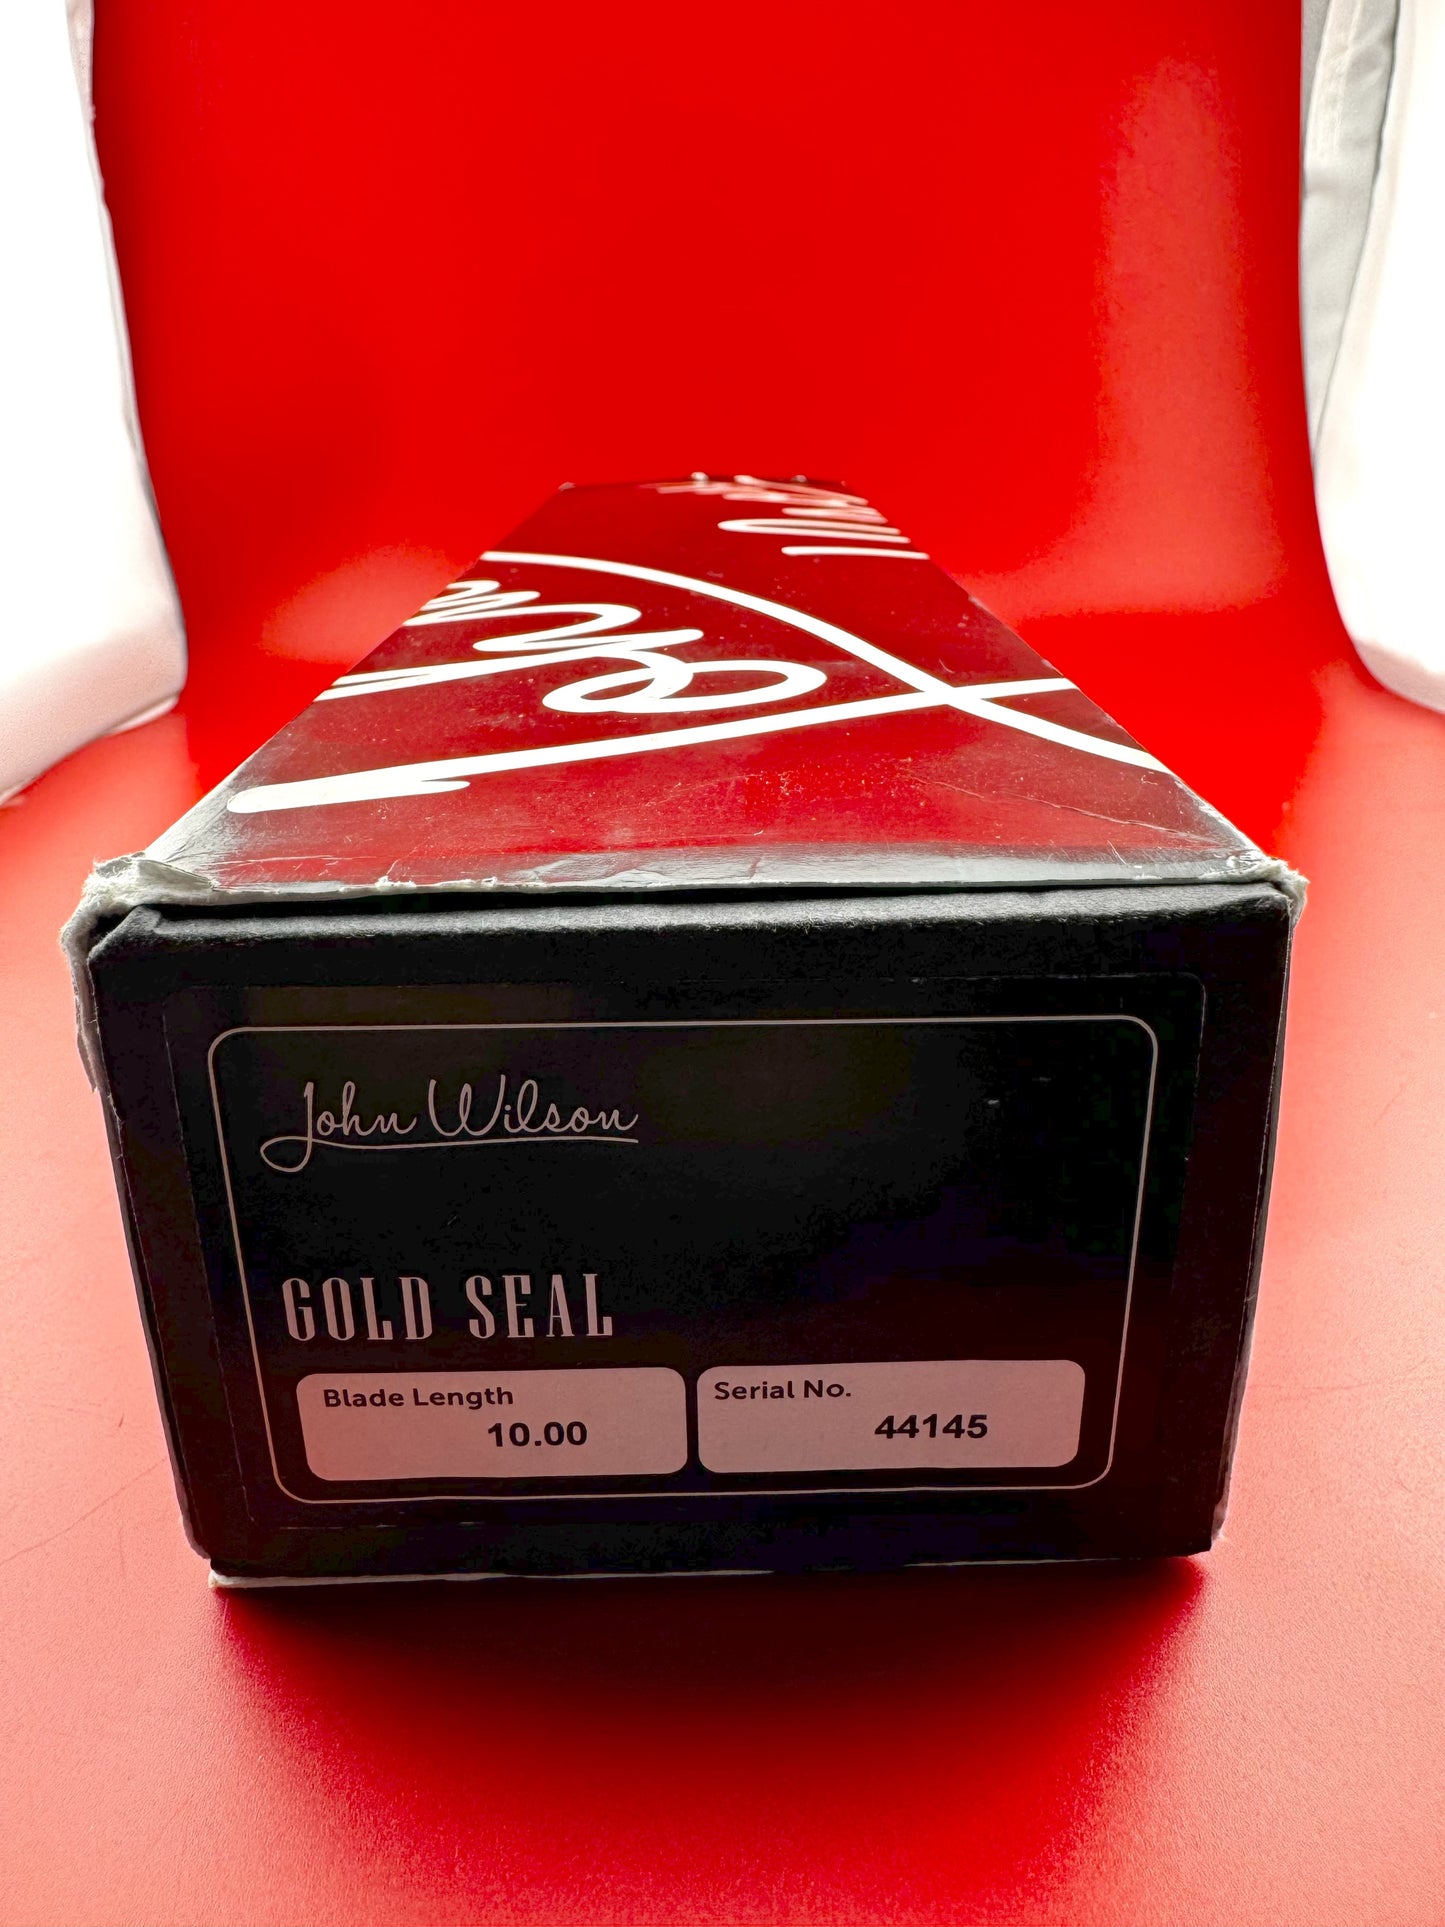 John Wilson
GOLD SEAL
Blade Length
10.00
Serial No.
44145